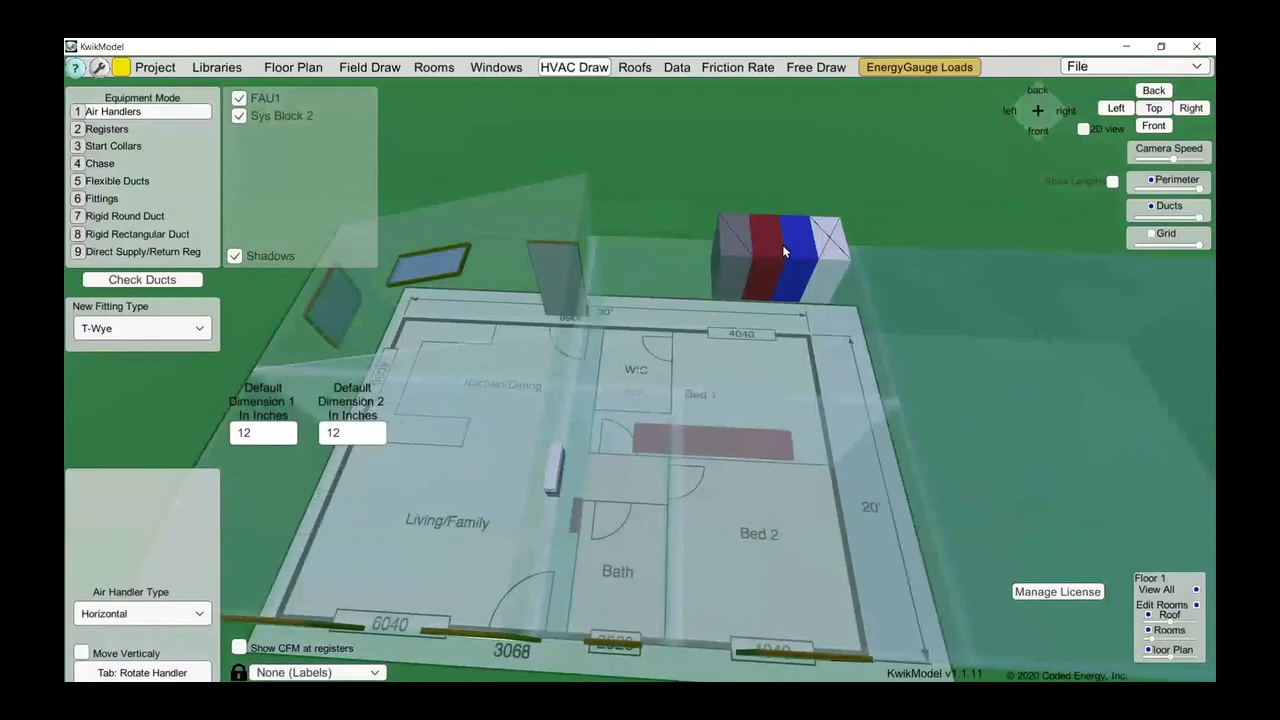 KwikModel
? Project Libraries Floor Plan Field Draw Rooms Windows HVAC Draw Roofs Data Friction Rate Free Draw EnergyGauge Loads File
Equipment Mode
1 Air Handlers
2 Registers
3 Start Collars
4 Chase
5 Flexible Ducts
6 Fittings
7 Rigid Round Duct
8 Rigid Rectangular Duct
9 Direct Supply/Return Reg
Check Ducts
New Fitting Type
T-Wye
FAU1
Sys Block 2
Shadows
Default
Dimension 1
In Inches
12
Default
Dimension 2
In Inches
12
back
left right
front
Back
Left Top Right
Front
2D view
Camera Speed
Show Lengths
Perimeter
Ducts
Grid
30'
4040
Kitchen/Dining
WIC
Bed 1
20'
Living/Family
Bed 2
Bath
6040
3068
2020
4040
Air Handler Type
Horizontal
Move Verticaly
Tab: Rotate Handler
Show CFM at registers
None (Labels)
Manage License
Floor 1
View All
Edit Rooms
Roof
Rooms
Floor Plan
KwikModel v1.1.11
© 2020 Coded Energy, Inc.